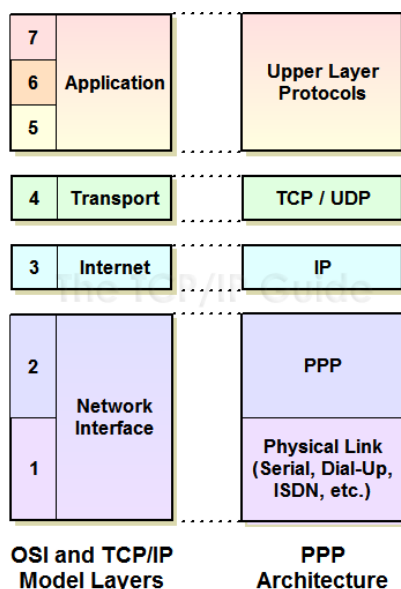 7
6
5
Application
Upper Layer
Protocols
4
Transport
TCP / UDP
3
Internet
IP
The TCP/IP Guide
2
1
Network
Interface
PPP
Physical Link
(Serial, Dial-Up,
ISDN, etc.)
OSI and TCP/IP
Model Layers
PPP
Architecture